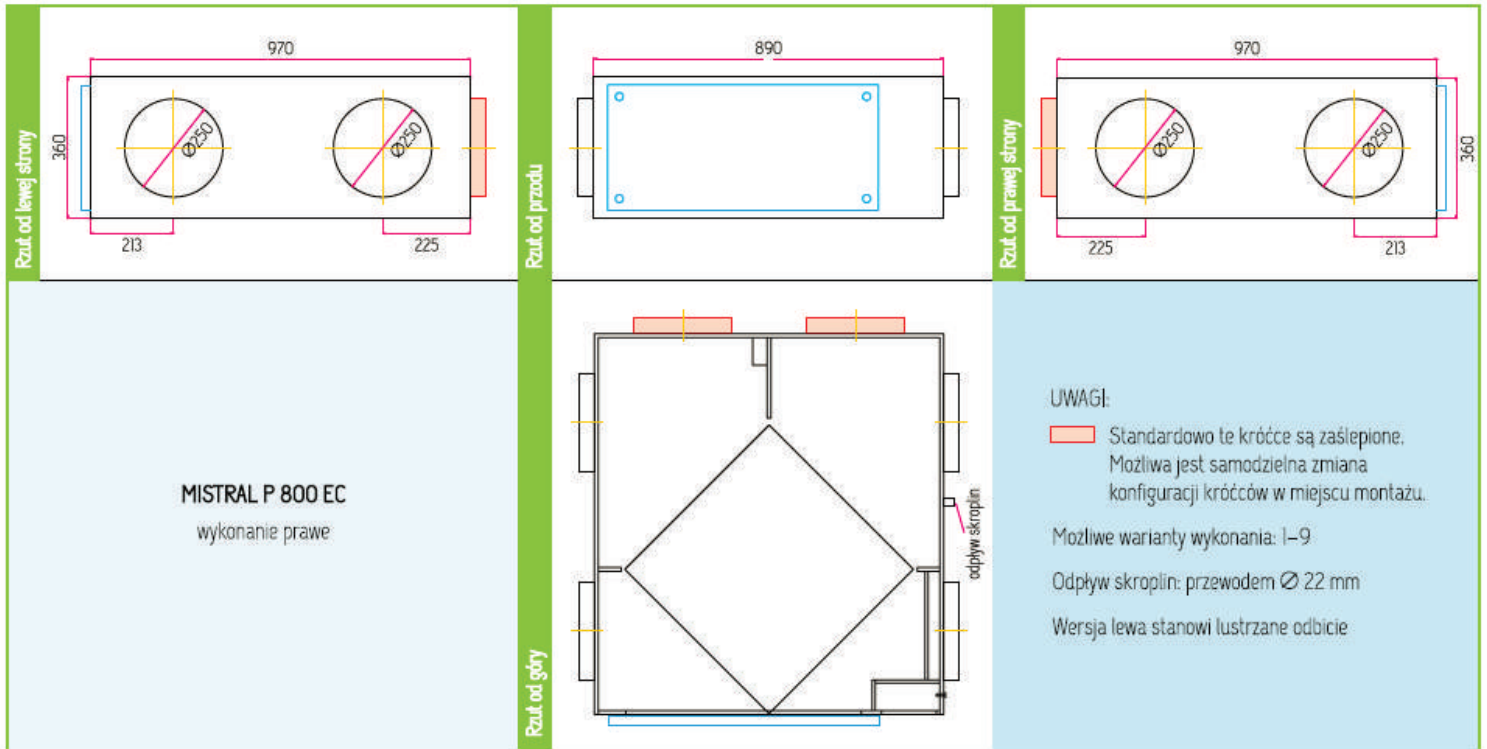 Rzut od lewej strony
970
360
Ø250
Ø250
213
225
Rzut od przodu
890
Rzut od prawej strony
970
Ø250
Ø250
360
225
213
MISTRAL P 800 EC
wykonanie prawe
Rzut od góry
odpływ skroplin
UWAGI:
Standardowo te króćce są zaślepione.
Możliwa jest samodzielna zmiana
konfiguracji króćców w miejscu montażu.
Możliwe warianty wykonania: 1–9
Odpływ skroplin: przewodem Ø 22 mm
Wersja lewa stanowi lustrzane odbicie